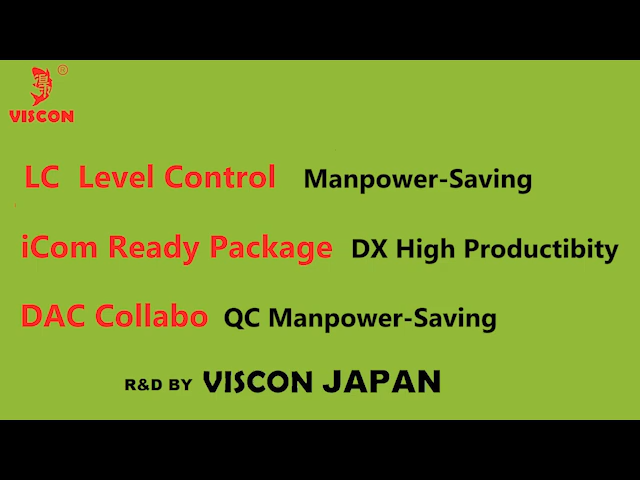 ®
VISCON
LC Level Control Manpower-Saving
iCom Ready Package DX High Productibity
DAC Collabo QC Manpower-Saving
R&D BY VISCON JAPAN